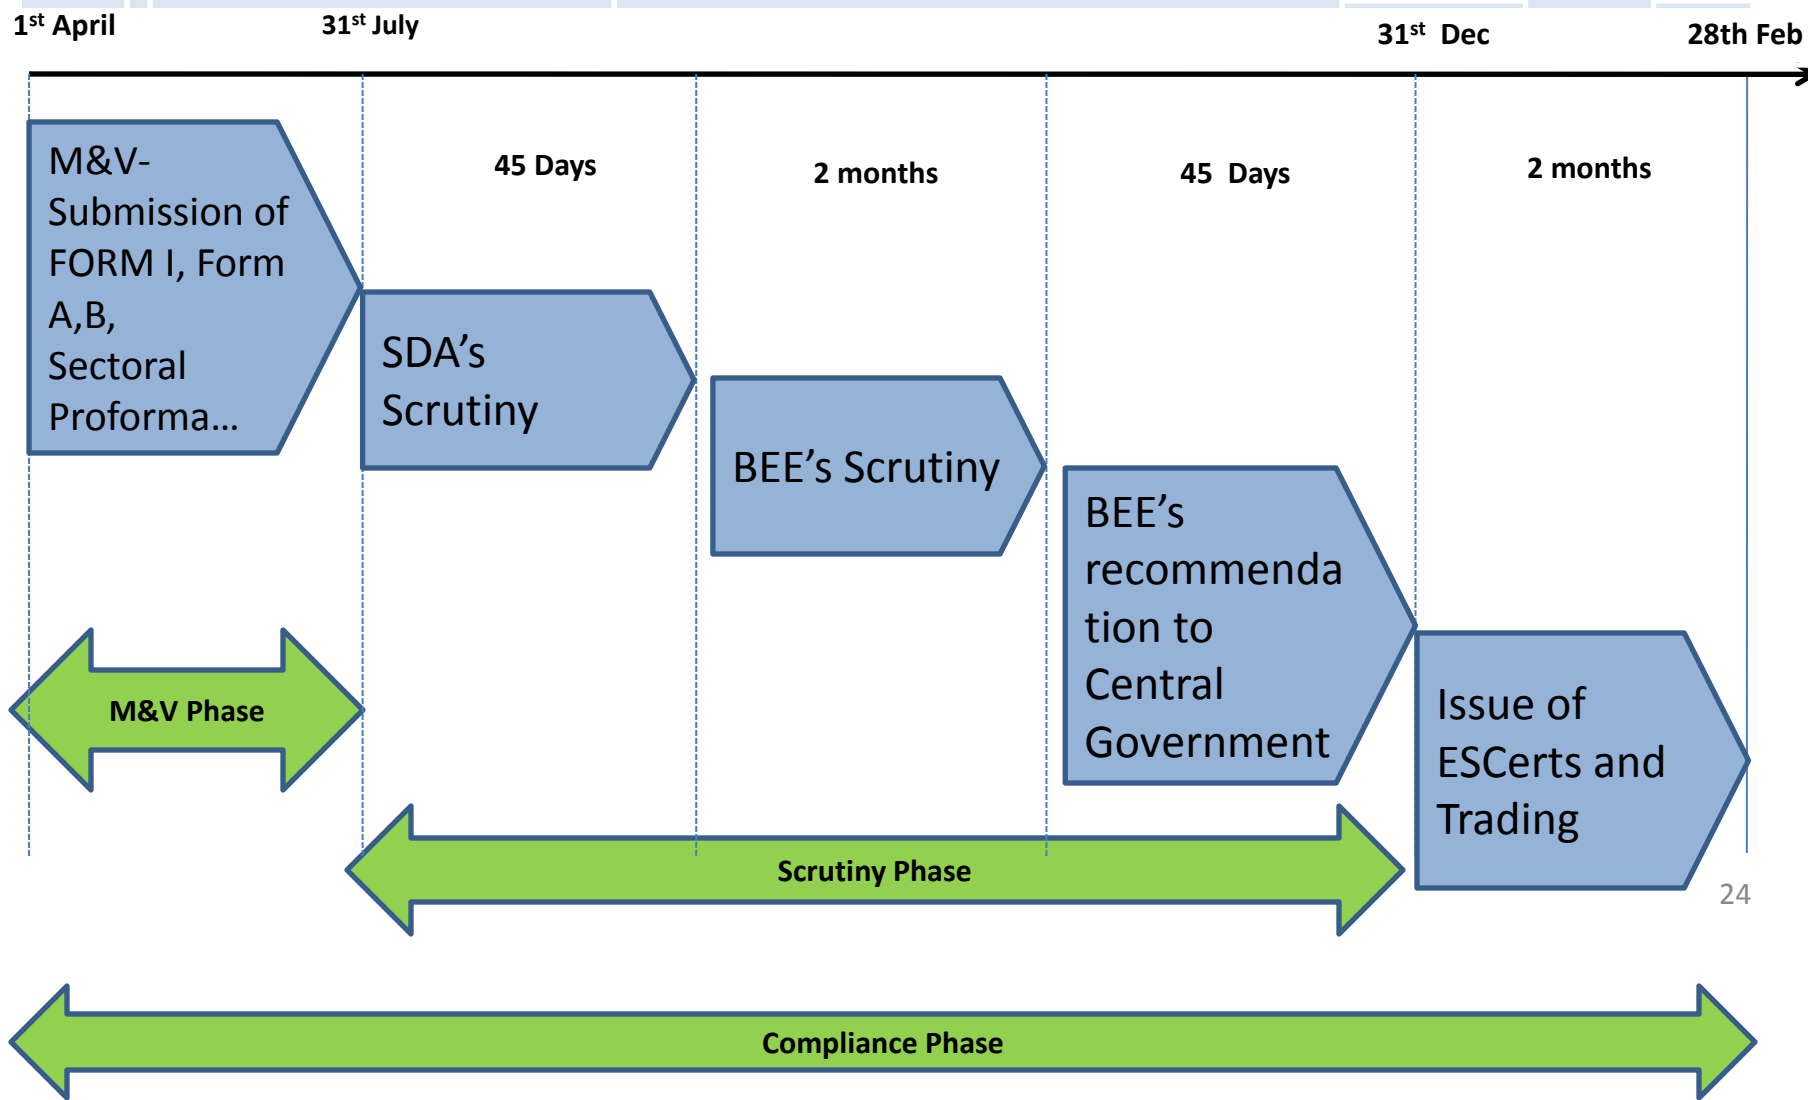 1st April
31st July
31st Dec
28th Feb
M&V-
Submission of
FORM I, Form
A,B,
Sectoral
Proforma...
45 Days
2 months
45 Days
2 months
SDA's
Scrutiny
BEE's Scrutiny
BEE's
recommenda
tion to
Central
Government
Issue of
ESCerts and
Trading
M&V Phase
Scrutiny Phase
24
Compliance Phase